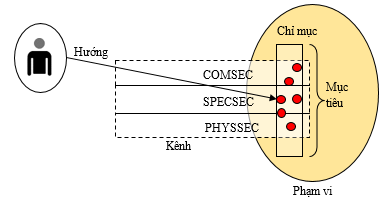 Chỉ mục
Hướng
COMSEC
SPECSEC
PHYSSEC
Mục
tiêu
Kênh
Phạm vi